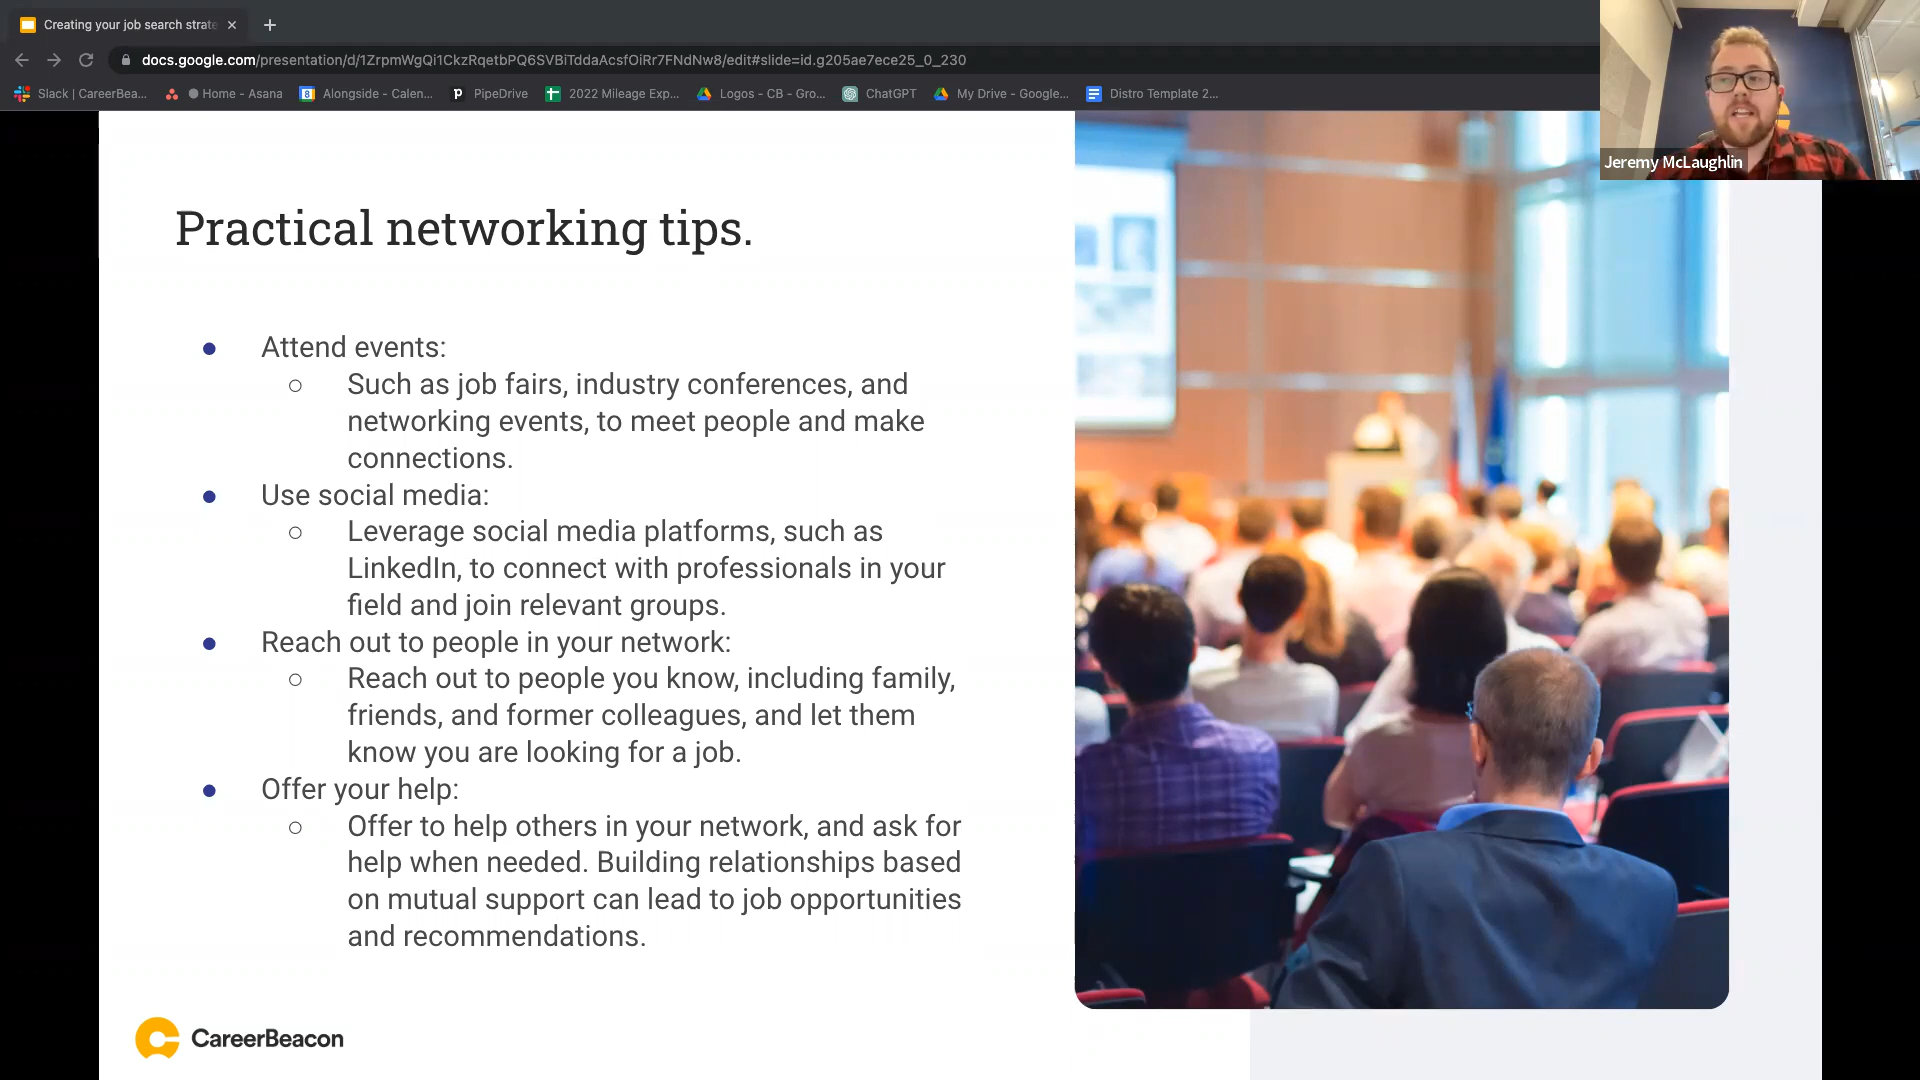 Creating your job search strate
docs.google.com/presentation/d/1ZrpmWgQi1CkzRqetbPQ6SVBiTddaAcsfOiRr7FNdNw8/edit#slide=id.g205ae7ece25_0_230
Slack | CareerBea... Home - Asana Alongside - Calen... PipeDrive 2022 Mileage Exp... Logos - CB - Gro... ChatGPT My Drive - Google... Distro Template 2...
Jeremy McLaughlin
Practical networking tips.
● Attend events:
○ Such as job fairs, industry conferences, and
networking events, to meet people and make
connections.
● Use social media:
○ Leverage social media platforms, such as
LinkedIn, to connect with professionals in your
field and join relevant groups.
● Reach out to people in your network:
○ Reach out to people you know, including family,
friends, and former colleagues, and let them
know you are looking for a job.
● Offer your help:
○ Offer to help others in your network, and ask for
help when needed. Building relationships based
on mutual support can lead to job opportunities
and recommendations.
CareerBeacon